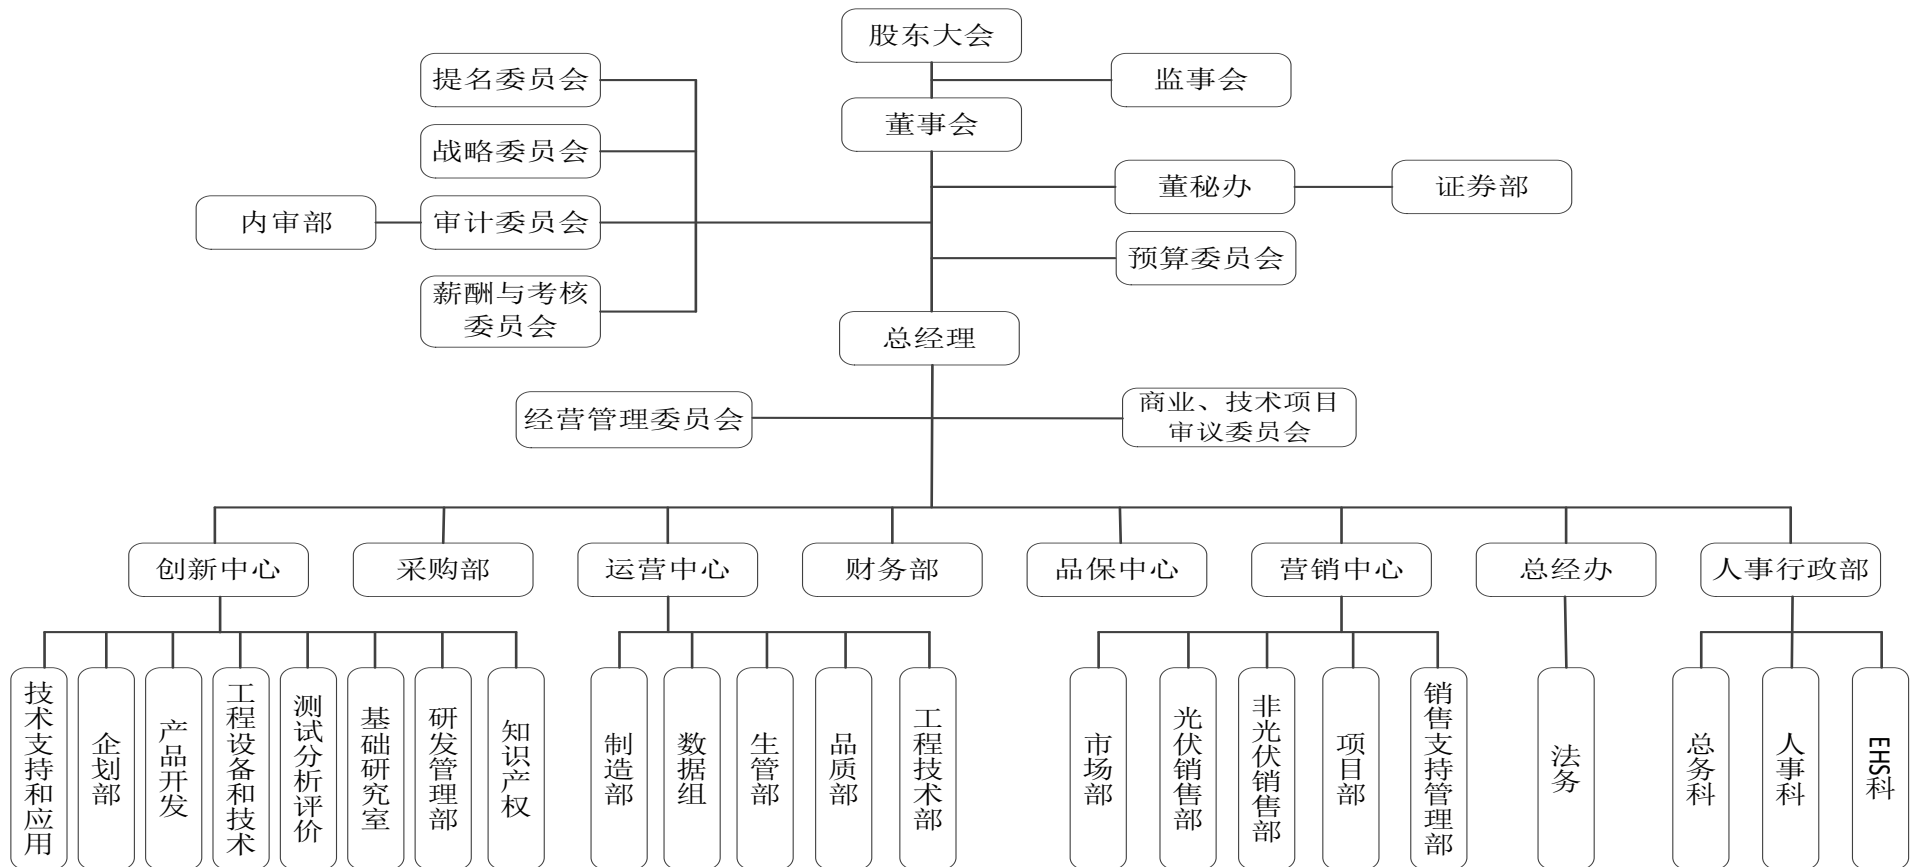 股东大会
提名委员会
监事会
董事会
战略委员会
董秘办
证券部
内审部
审计委员会
预算委员会
薪酬与考核
委员会
总经理
经营管理委员会
商业、技术项目
审议委员会
创新中心
采购部
运营中心
财务部
品保中心
营销中心
总经办
人事行政部
技术支持和应用
企划部
产品开发
工程设备和技术
测试分析评价
基础研究室
研发管理部
知识产权
制造部
数据组
生管部
品质部
工程技术部
市场部
光伏销售部
非光伏销售部
项目部
销售支持管理部
法务
总务科
人事科
EHS科